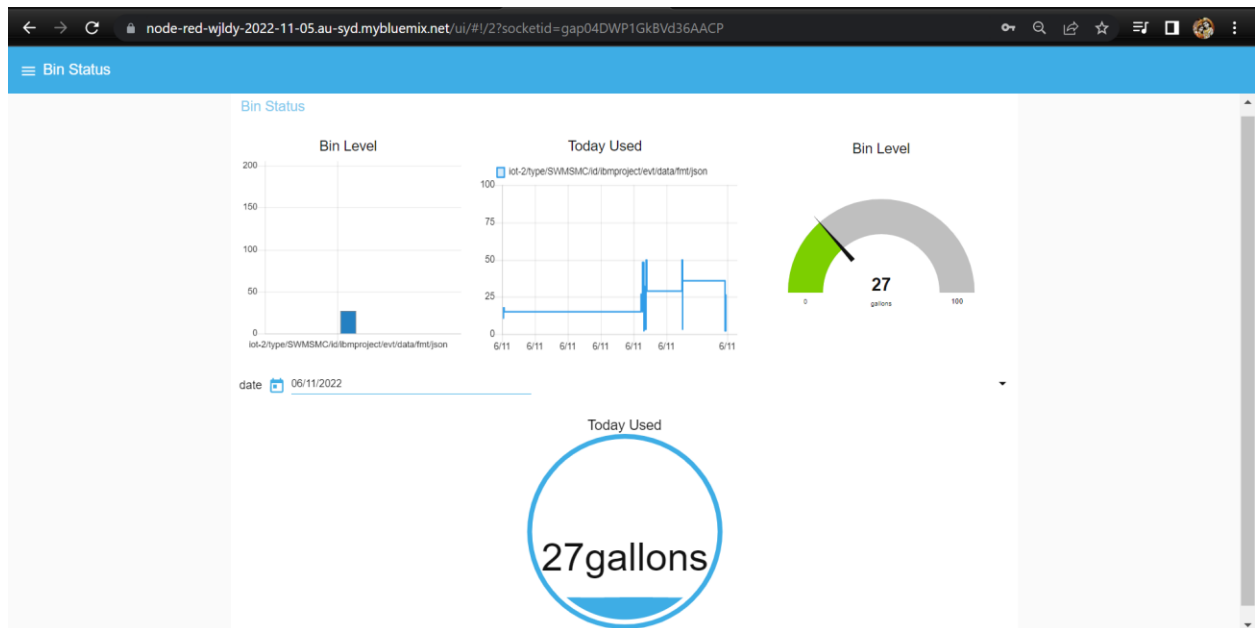 node-red-wjldy-2022-11-05.au-syd.mybluemix.net/ui/#!/2?socketid=gap04DWP1GkBVd36AACP
Bin Status
Bin Status
Bin Level
200
150
100
50
0
iot-2/type/SWMSMC/id/ibmproject/evt/data/fmt/json
Today Used
iot-2/type/SWMSMC/id/ibmproject/evt/data/fmt/json
100
75
50
25
0
6/11 6/11 6/11 6/11 6/11 6/11 6/11
Bin Level
27
gallons
0 100
date 06/11/2022
Today Used
27gallons